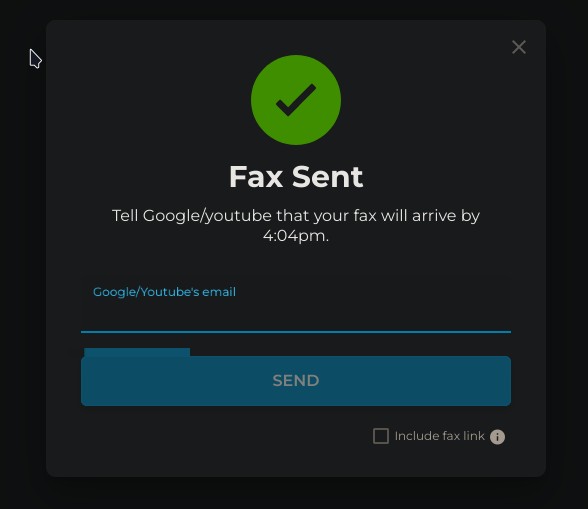 Fax Sent
Tell Google/youtube that your fax will arrive by
4:04pm.
Google/Youtube's email
SEND
Include fax link